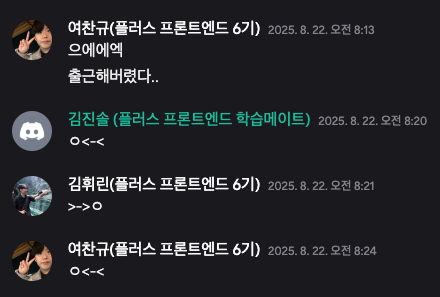 여찬규(플러스 프론트엔드 6기) 2025. 8. 22. 오전 8:13
으에에엑
출근해버렸다..
김진솔 (플러스 프론트엔드 학습메이트) 2025. 8. 22. 오전 8:20
ㅇ<-<
김휘린(플러스 프론트엔드 6기) 2025. 8. 22. 오전 8:21
>->ㅇ
여찬규(플러스 프론트엔드 6기) 2025. 8. 22. 오전 8:24
ㅇ<-<